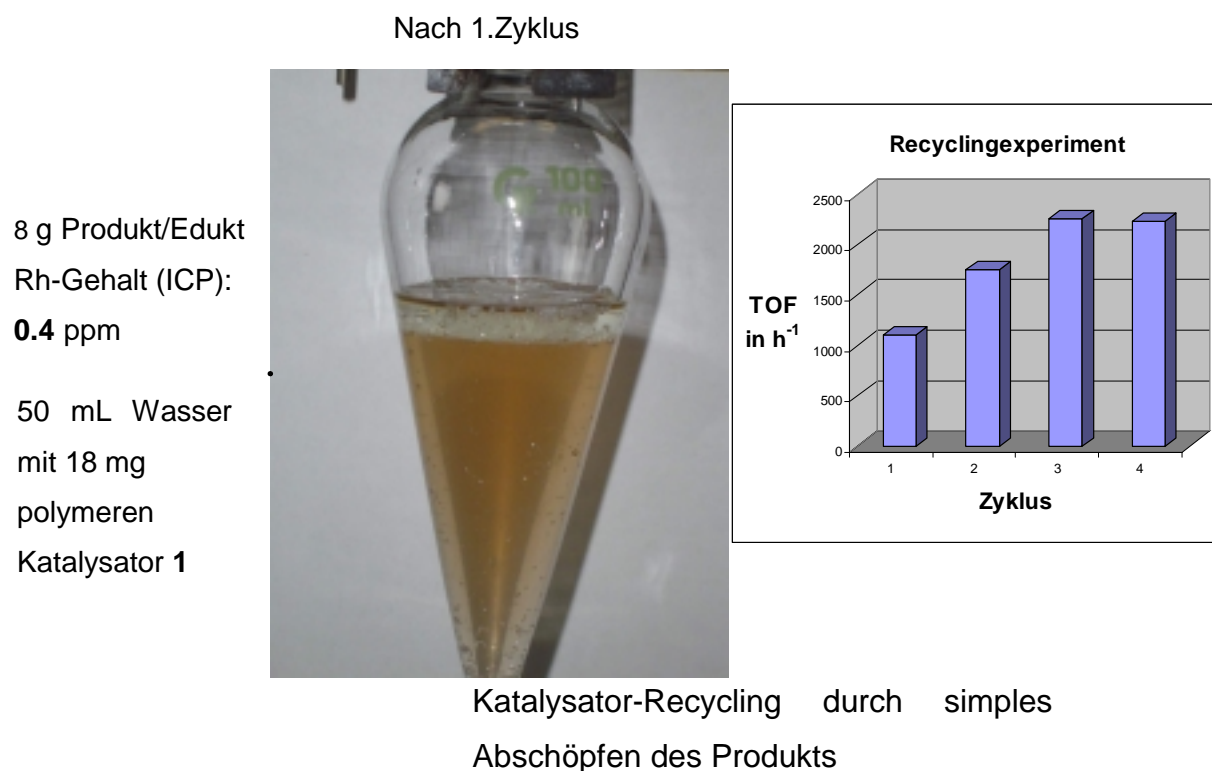 Nach 1.Zyklus
8 g Produkt/Edukt
Rh-Gehalt (ICP):
0.4 ppm
50 mL Wasser
mit 18 mg
polymeren
Katalysator 1
100
ml
Recyclingexperiment
2500
2000
1500
1000
500
0
TOF
in h⁻¹
1 2 3 4
Zyklus
Katalysator-Recycling durch simples
Abschöpfen des Produkts